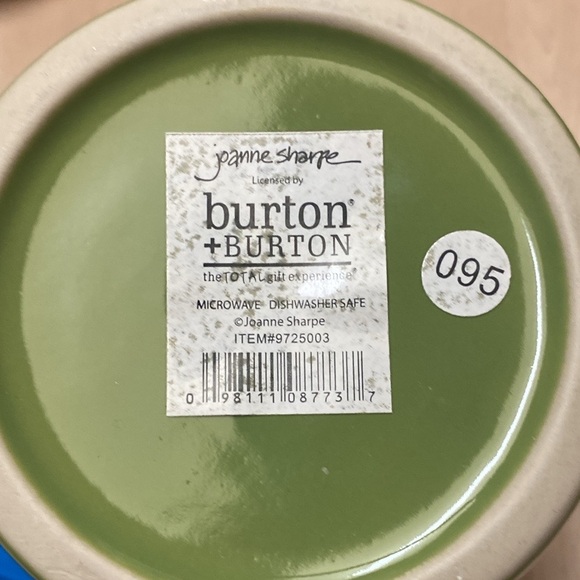 joanne sharpe
Licensed by
burton®
+BURTON
the TOTAL gift experience
MICROWAVE DISHWASHER SAFE
©Joanne Sharpe
ITEM#9725003
0 98111 08773 7
095